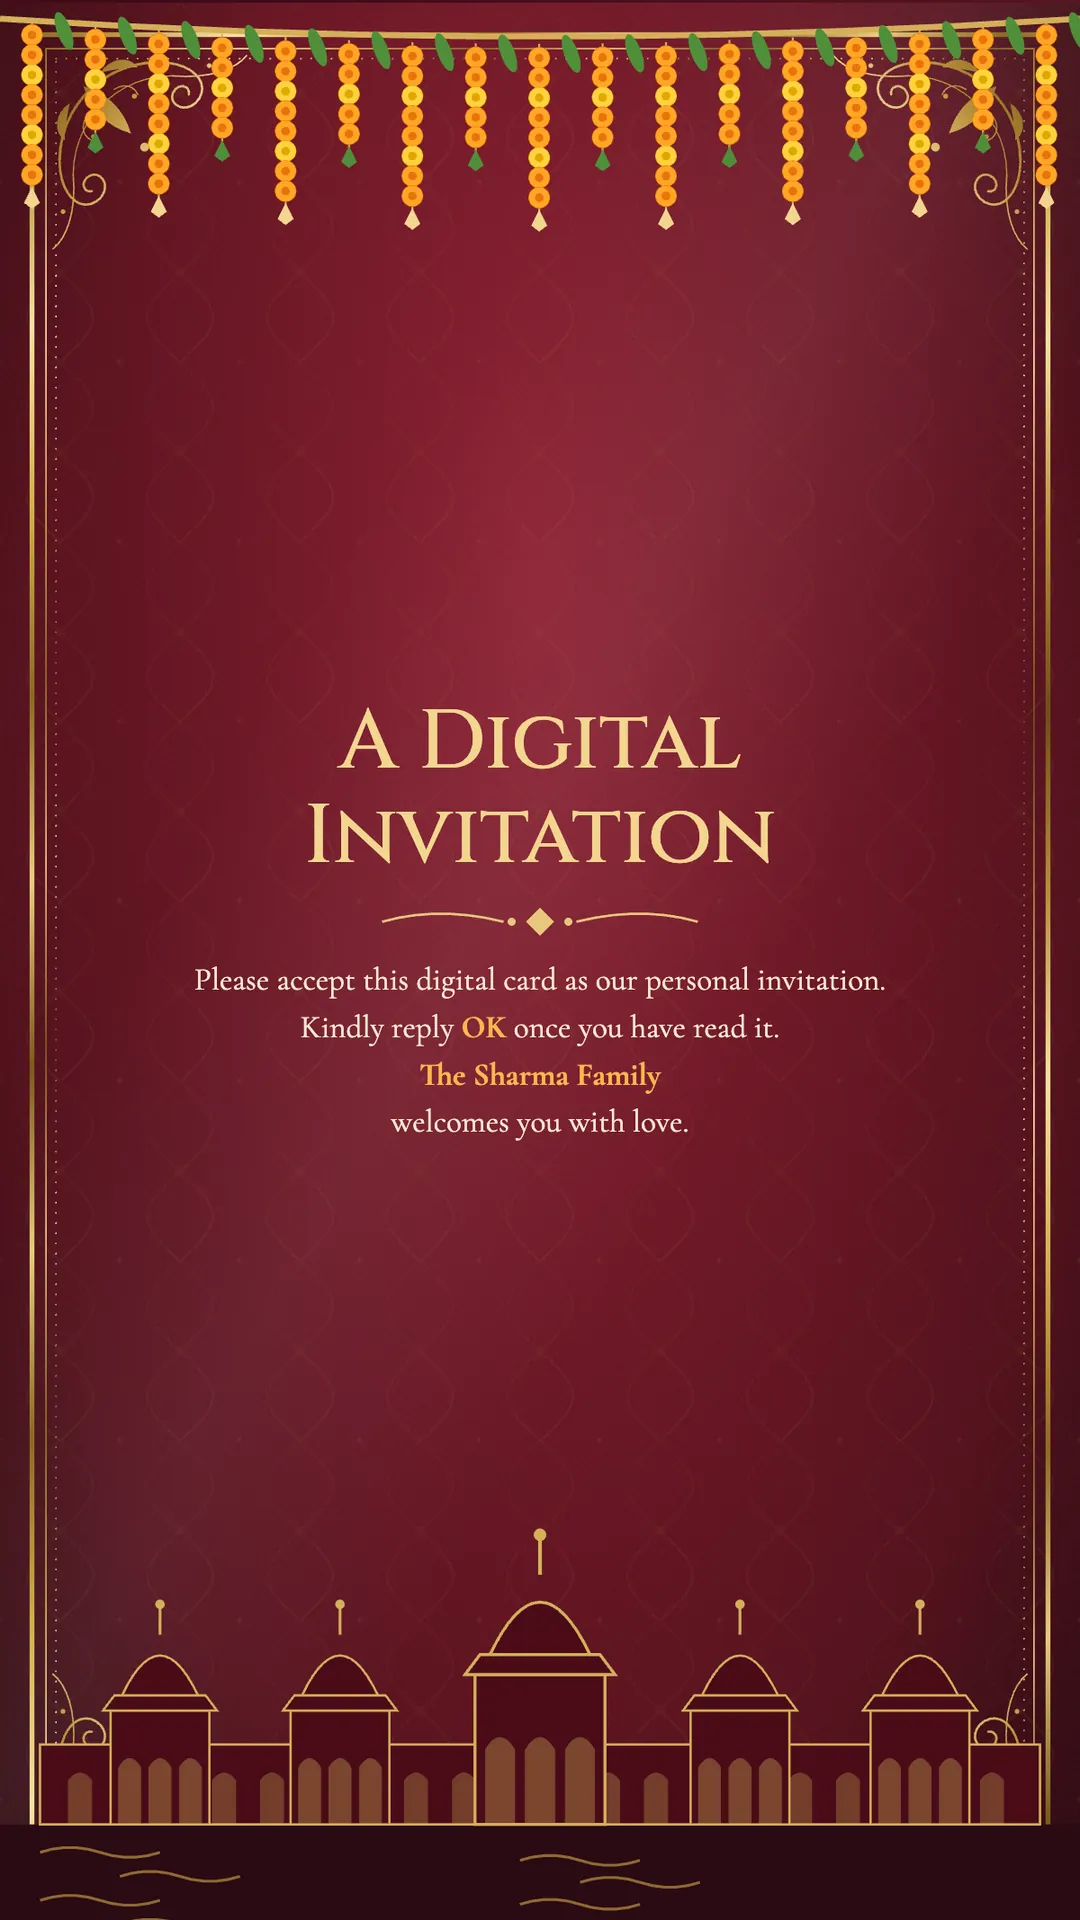 A Digital
Invitation
Please accept this digital card as our personal invitation.
Kindly reply OK once you have read it.
The Sharma Family
welcomes you with love.